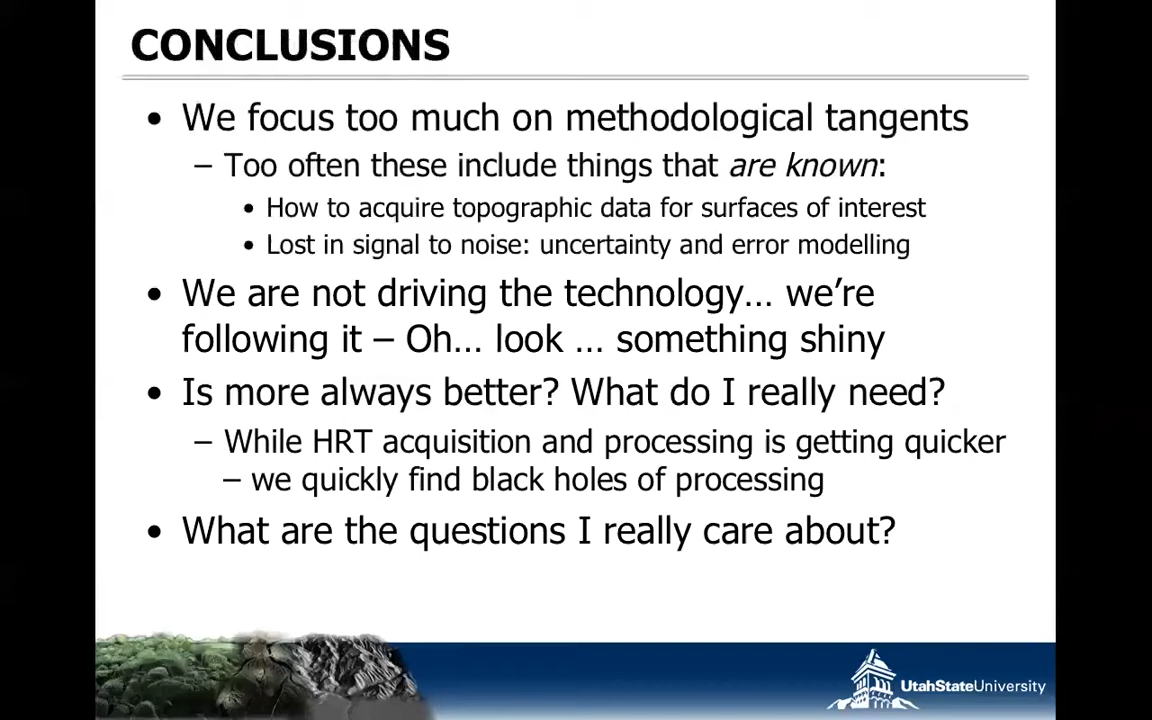 CONCLUSIONS
• We focus too much on methodological tangents
– Too often these include things that are known:
• How to acquire topographic data for surfaces of interest
• Lost in signal to noise: uncertainty and error modelling
• We are not driving the technology… we’re
following it – Oh… look … something shiny
• Is more always better? What do I really need?
– While HRT acquisition and processing is getting quicker
– we quickly find black holes of processing
• What are the questions I really care about?
UtahStateUniversity